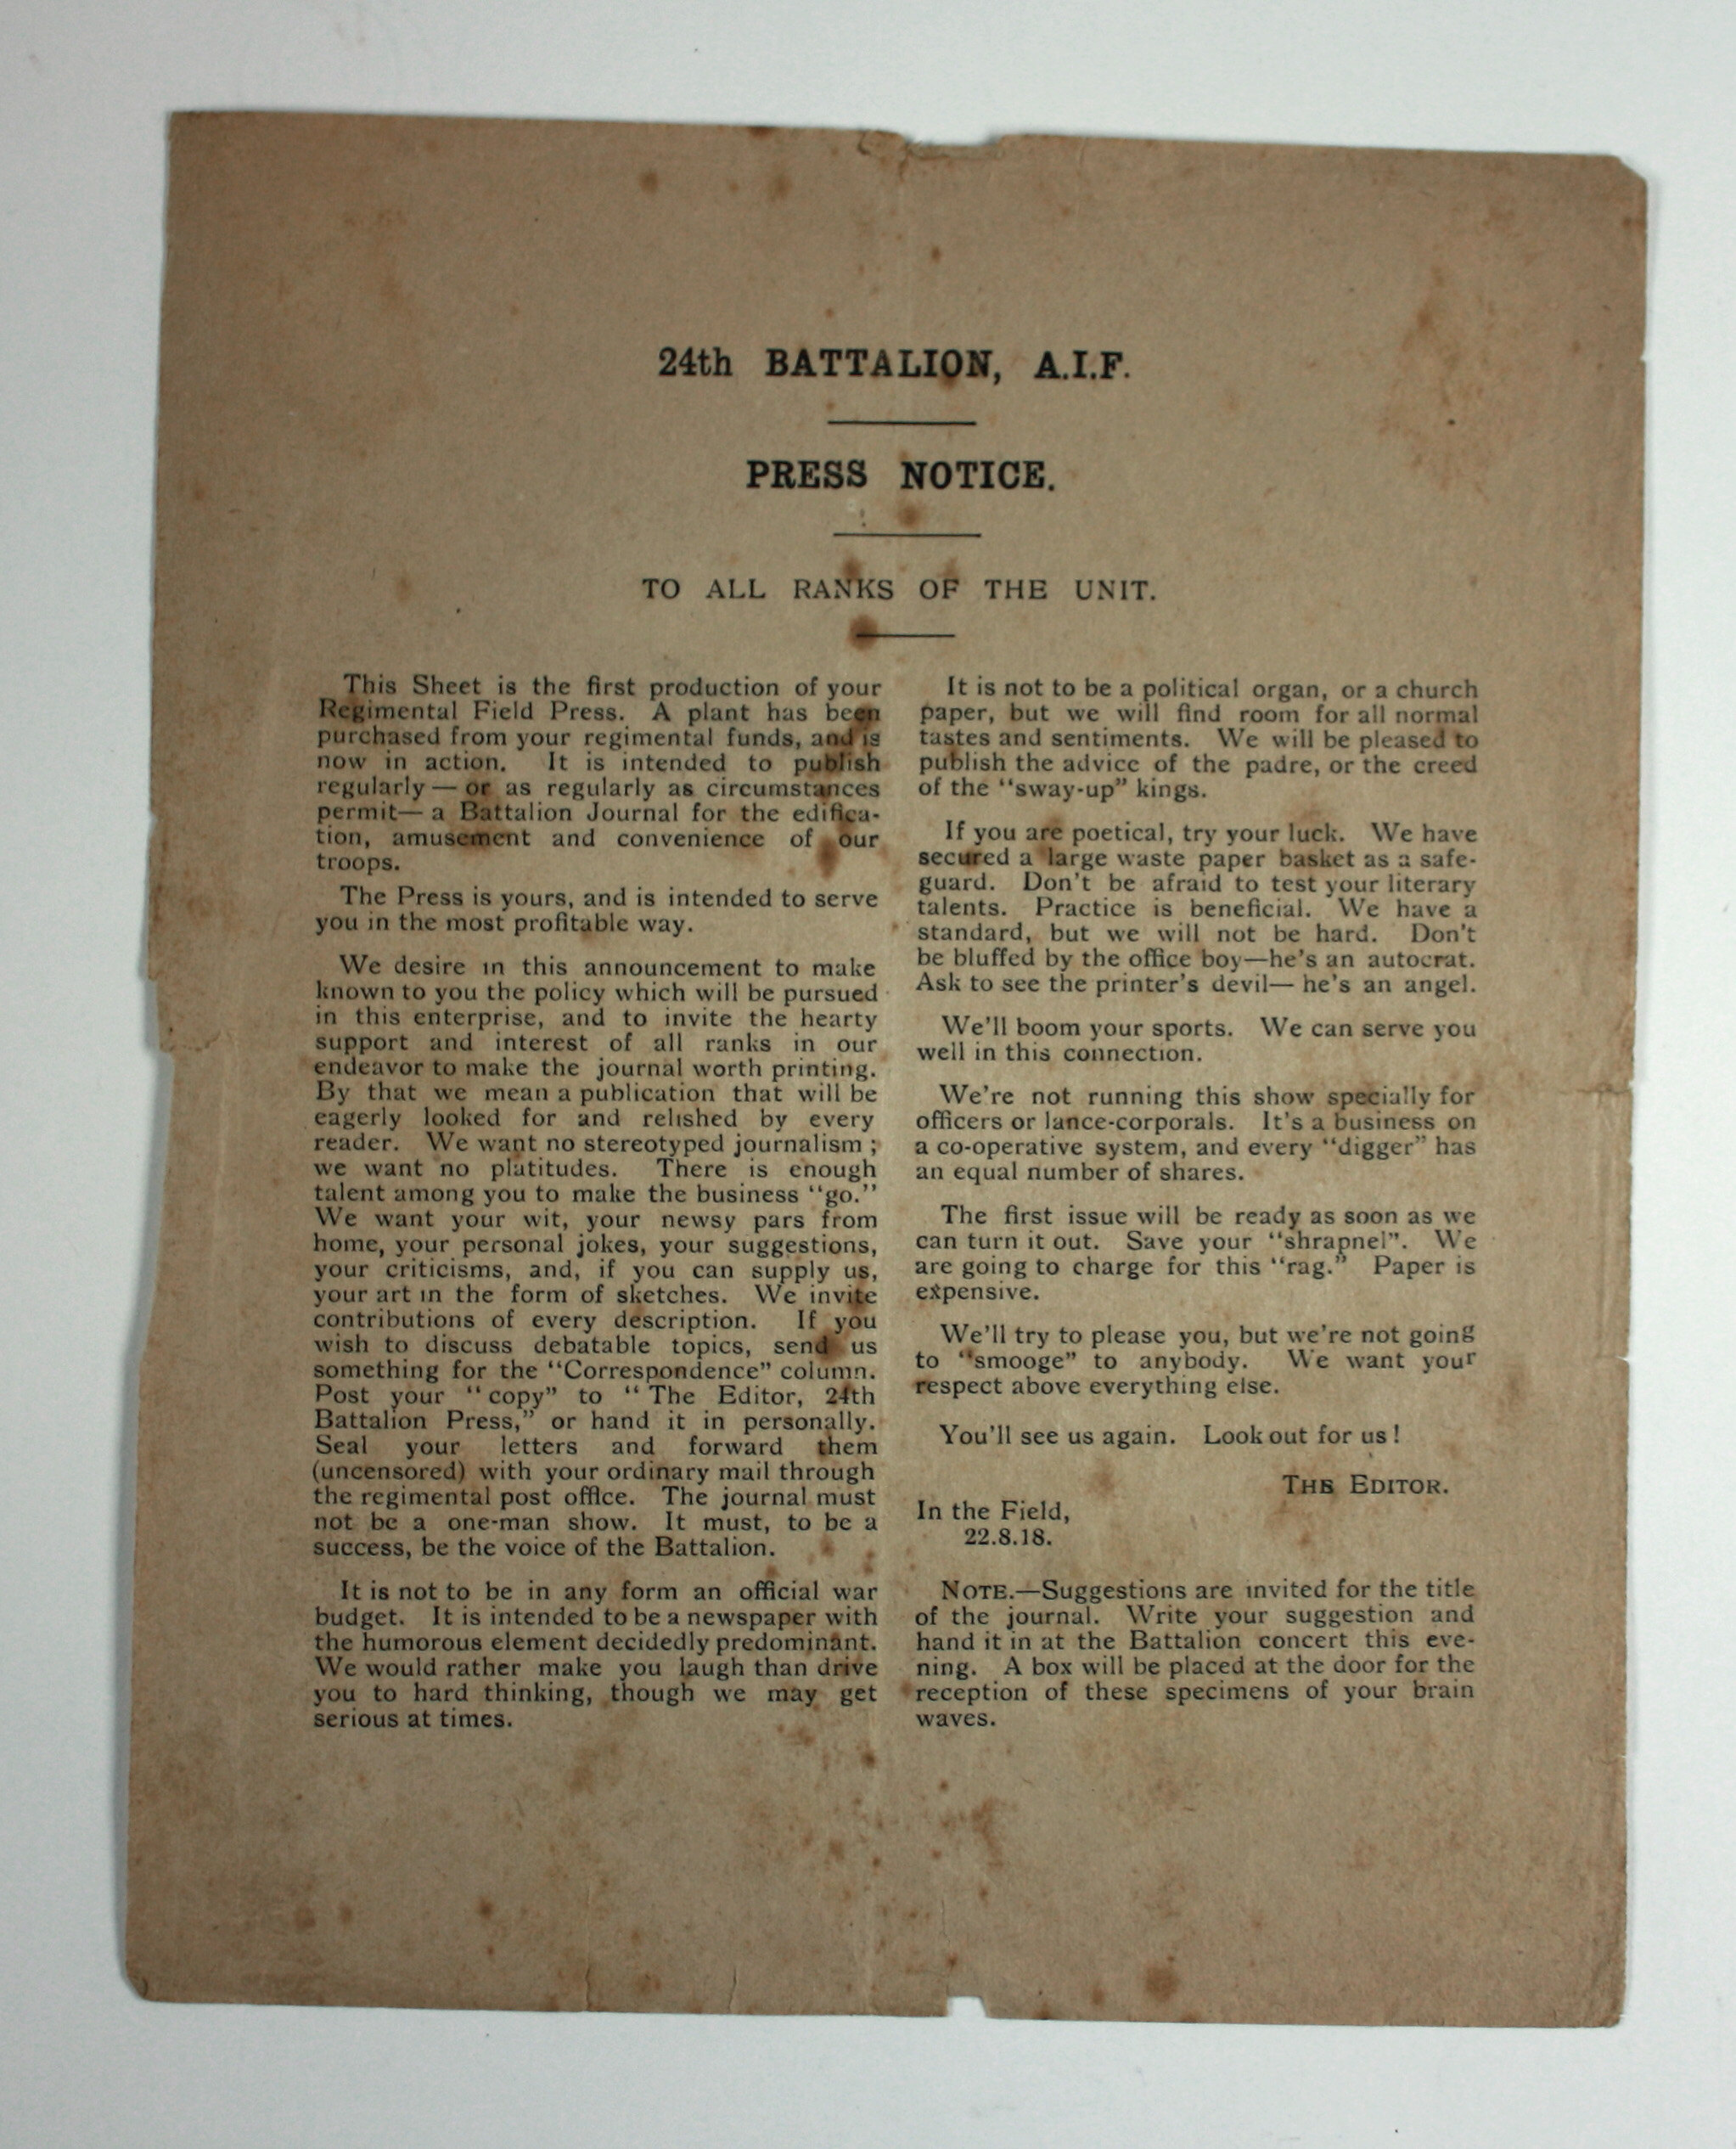 24th BATTALION, A.I.F.
PRESS NOTICE.
TO ALL RANKS OF THE UNIT.
This Sheet is the first production of your
Regimental Field Press. A plant has been
purchased from your regimental funds, and is
now in action. It is intended to publish
regularly — or as regularly as circumstances
permit— a Battalion Journal for the edifica-
tion, amusement and convenience of our
troops.
The Press is yours, and is intended to serve
you in the most profitable way.
We desire in this announcement to make
known to you the policy which will be pursued
in this enterprise, and to invite the hearty
support and interest of all ranks in our
endeavor to make the journal worth printing.
By that we mean a publication that will be
eagerly looked for and relished by every
reader. We want no stereotyped journalism ;
we want no platitudes. There is enough
talent among you to make the business “go.”
We want your wit, your newsy pars from
home, your personal jokes, your suggestions,
your criticisms, and, if you can supply us,
your art in the form of sketches. We invite
contributions of every description. If you
wish to discuss debatable topics, send us
something for the “Correspondence” column.
Post your “copy” to “The Editor, 24th
Battalion Press,” or hand it in personally.
Seal your letters and forward them
(uncensored) with your ordinary mail through
the regimental post office. The journal must
not be a one-man show. It must, to be a
success, be the voice of the Battalion.
It is not to be in any form an official war
budget. It is intended to be a newspaper with
the humorous element decidedly predominant.
We would rather make you laugh than drive
you to hard thinking, though we may get
serious at times.
It is not to be a political organ, or a church
paper, but we will find room for all normal
tastes and sentiments. We will be pleased to
publish the advice of the padre, or the creed
of the “sway-up” kings.
If you are poetical, try your luck. We have
secured a large waste paper basket as a safe-
guard. Don't be afraid to test your literary
talents. Practice is beneficial. We have a
standard, but we will not be hard. Don't
be bluffed by the office boy—he's an autocrat.
Ask to see the printer's devil— he's an angel.
We'll boom your sports. We can serve you
well in this connection.
We're not running this show specially for
officers or lance-corporals. It's a business on
a co-operative system, and every “digger” has
an equal number of shares.
The first issue will be ready as soon as we
can turn it out. Save your “shrapnel”. We
are going to charge for this “rag.” Paper is
expensive.
We'll try to please you, but we're not going
to “smooge” to anybody. We want your
respect above everything else.
You'll see us again. Look out for us !
THE EDITOR.
In the Field,
22.8.18.
NOTE.—Suggestions are invited for the title
of the journal. Write your suggestion and
hand it in at the Battalion concert this eve-
ning. A box will be placed at the door for the
reception of these specimens of your brain
waves.